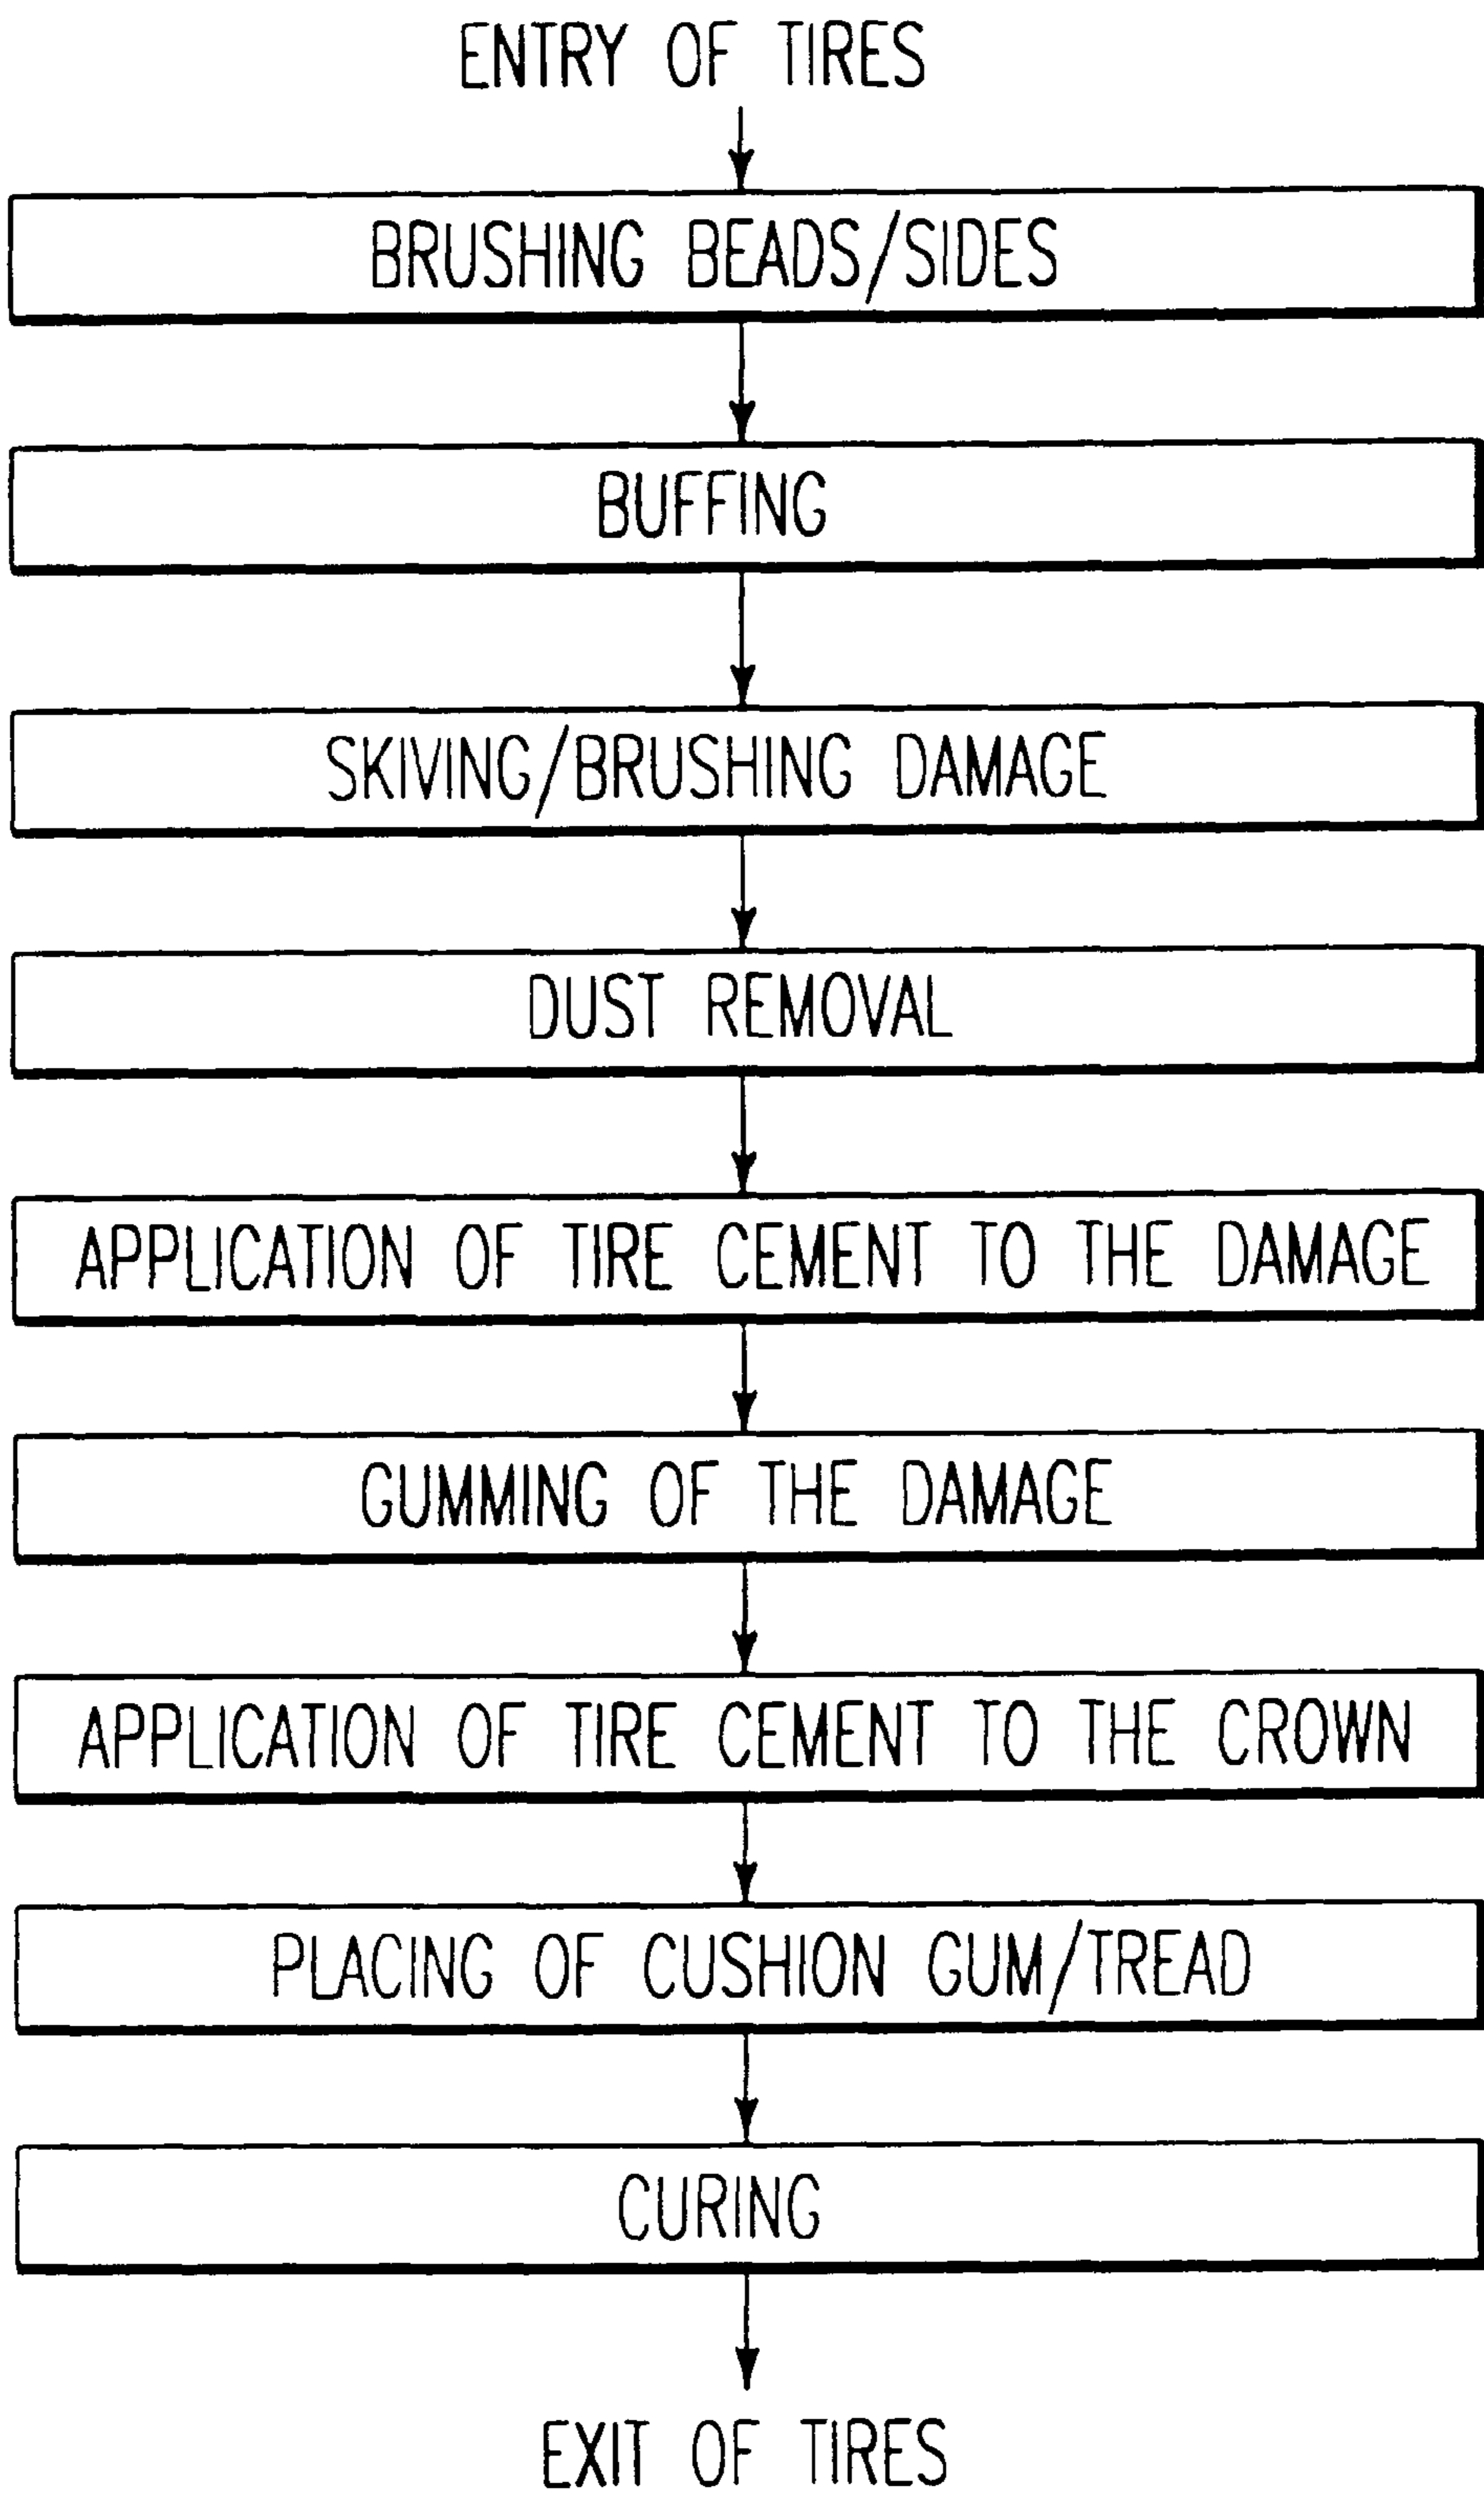 ENTRY OF TIRES
BRUSHING BEADS/SIDES
BUFFING
SKIVING/BRUSHING DAMAGE
DUST REMOVAL
APPLICATION OF TIRE CEMENT TO THE DAMAGE
GUMMING OF THE DAMAGE
APPLICATION OF TIRE CEMENT TO THE CROWN
PLACING OF CUSHION GUM/TREAD
CURING
EXIT OF TIRES